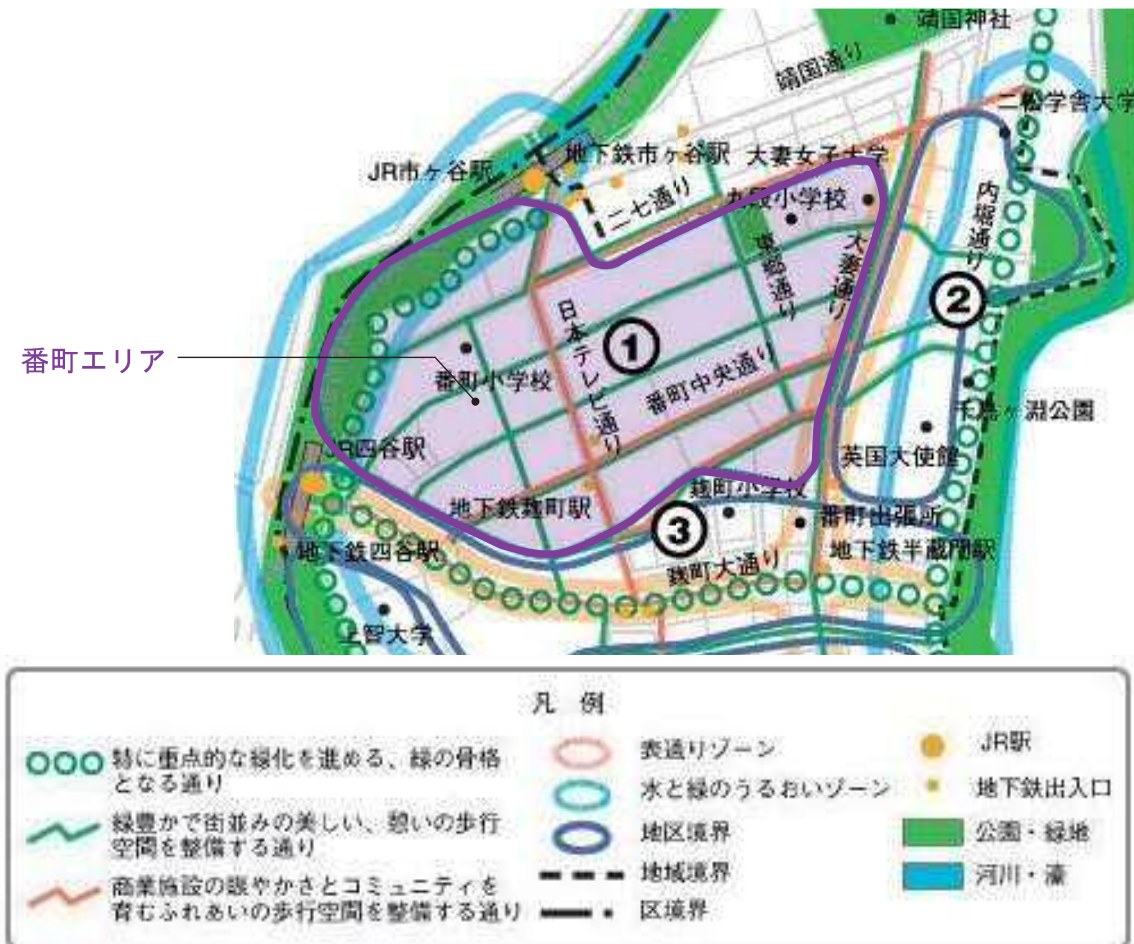 靖国神社
靖国通り
二松学舎大学
地下鉄市ヶ谷駅
大妻女子大学
JR市ヶ谷駅
二七通り
九段小学校
内堀通り
東郷通り
大妻通り
②
日本テレビ通り
①
番町エリア
番町小学校
番町中央通り
千鳥ヶ淵公園
JR四谷駅
英国大使館
地下鉄麹町駅
麹町小学校
③
番町出張所
地下鉄四谷駅
麹町大通り
地下鉄半蔵門駅
上智大学
凡 例
特に重点的な緑化を進める、緑の骨格
となる通り
緑豊かで街並みの美しい、憩いの歩行
空間を整備する通り
商業施設の賑やかさとコミュニティを
育むふれあいの歩行空間を整備する通り
表通りゾーン
水と緑のうるおいゾーン
地区境界
地域境界
区境界
JR駅
地下鉄出入口
公園・緑地
河川・濠